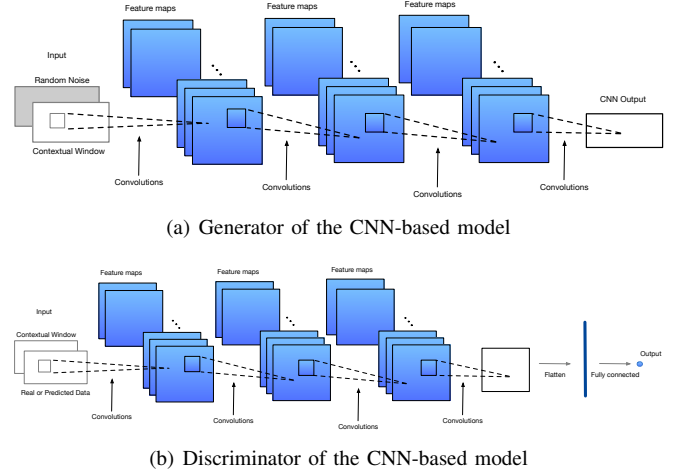 Feature maps
Feature maps
Feature maps
Input
Random Noise
CNN Output
Contextual Window
Convolutions
Convolutions
Convolutions
Convolutions
(a) Generator of the CNN-based model
Feature maps
Feature maps
Feature maps
Input
Contextual Window
Output
Flatten
Fully connected
Real or Predicted Data
Convolutions
Convolutions
Convolutions
Convolutions
(b) Discriminator of the CNN-based model